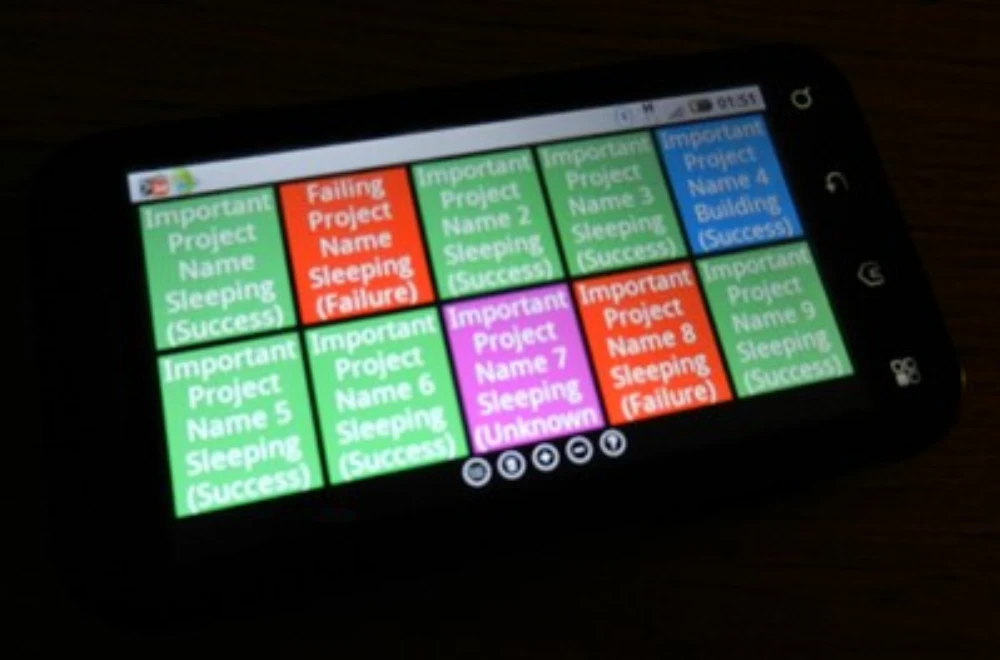 01:51
Important
Project
Name
Sleeping
(Success)
Failing
Project
Name
Sleeping
(Failure)
Important
Project
Name 2
Sleeping
(Success)
Important
Project
Name 3
Sleeping
(Success)
Important
Project
Name 4
Building
(Success)
Important
Project
Name 5
Sleeping
(Success)
Important
Project
Name 6
Sleeping
(Success)
Important
Project
Name 7
Sleeping
(Unknown
Important
Project
Name 8
Sleeping
(Failure)
Important
Project
Name 9
Sleeping
(Success)